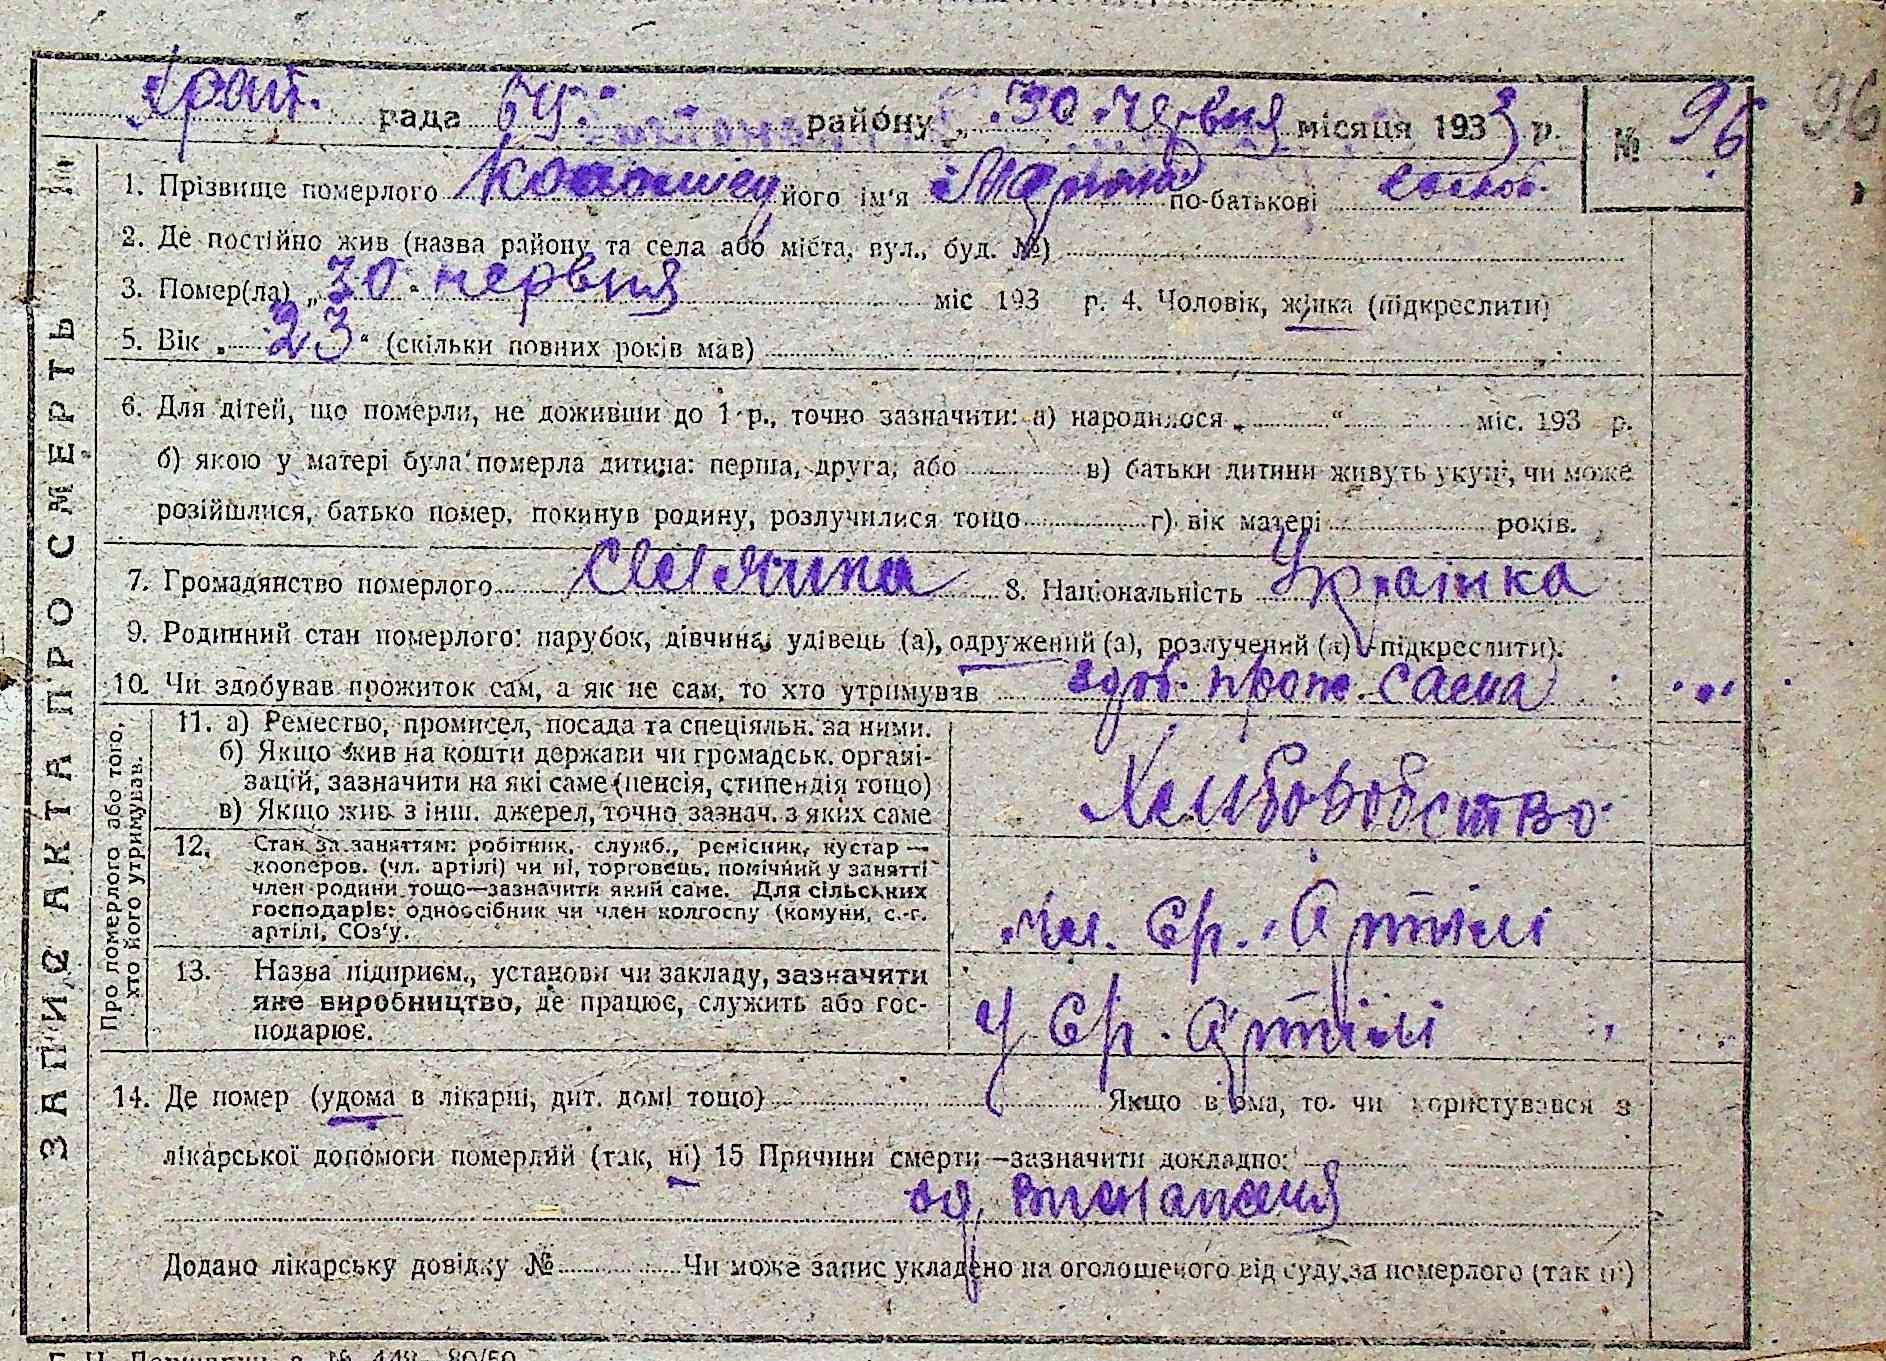 рада району „30 червня місяця 1933 р. № 96 96
ЗАПИС АКТА ПРО СМЕРТЬ №
1. Прізвище померлого його ім'я по-батькові
2. Де постійно жив (назва району та села або міста, вул., буд. №)
3. Помер(ла) „30 червня міс 193 р. 4. Чоловік, жінка (підкреслити)
5. Вік „23“ (скільки повних років мав)
6. Для дітей, що померли, не доживши до 1 р., точно зазначити: а) народилося „ “ міс. 193 р.
б) якою у матері була померла дитина: перша, друга, або в) батьки дитини живуть укупі, чи може
розійшлися, батько помер, покинув родину, розлучилися тощо г) вік матері років.
7. Громадянство померлого 8. Національність Українка
9. Родинний стан померлого: парубок, дівчина, удівець (а), одружений (а), розлучений (а) підкреслити).
10. Чи здобував прожиток сам, а як не сам, то хто утримував здоб. прож. сама
Про померлого або того, хто його утримував.
11. а) Ремество, промисел, посада та спеціяльн. за ними.
б) Якщо жив на кошти держави чи громадськ. органі-
зацій, зазначити на які саме (пенсія, стипендія тощо)
в) Якщо жив з інш. джерел, точно зазнач. з яких саме
Хліборобство
12. Стан за заняттям: робітник, служб., ремісник, кустар —
кооперов. (чл. артілі) чи ні, торговець, помічний у занятті
член родини тощо—зазначити який саме. Для сільських
господарів: одноосібник чи член колгоспу (комуни, с.-г.
артілі, СОз'у.
чл. Ср. Артілі
13. Назва підприєм., установи чи закладу, зазначити
яке виробництво, де працює, служить або гос-
подарює.
у Ср. Артілі
14. Де помер (удома в лікарні, дит. домі тощо) Якщо вдома, то чи користувався з
лікарської допомоги померлий (так, ні) 15 Причини смерти—зазначити докладно:
од виснаження
Додано лікарську довідку № Чи може запис укладено на оголошеного від суду за померлого (так ні)